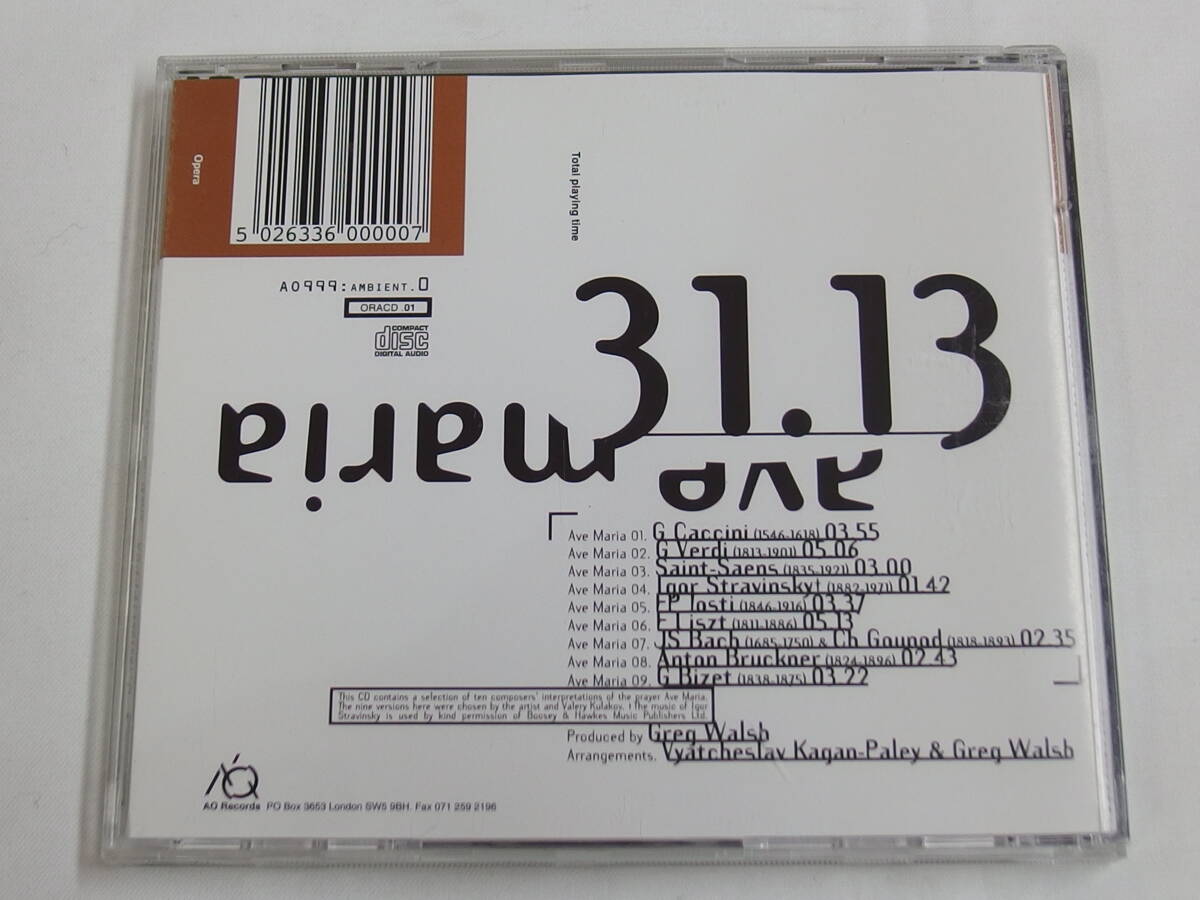 Opera
5 026336 000007
AO999:AMBIENT.O
ORACD .01
COMPACT
disc
DIGITAL AUDIO
Total playing time
31.13
ave
maria
Ave Maria 01. G Caccini (1546-1618) 03.55
Ave Maria 02. G Verdi (1813-1901) 05.06
Ave Maria 03. Saint-Saens (1835-1921) 03.00
Ave Maria 04. Igor Stravinsky† (1882-1971) 01.42
Ave Maria 05. FP Tosti (1846-1916) 03.37
Ave Maria 06. F Liszt (1811-1886) 05.13
Ave Maria 07. JS Bach (1685-1750) & Ch Gounod (1818-1893) 02.35
Ave Maria 08. Anton Bruckner (1824-1896) 02.43
Ave Maria 09. G Bizet (1838-1875) 03.22
This CD contains a selection of ten composers' interpretations of the prayer Ave Maria.
The nine versions here were chosen by the artist and Valery Kulakov. †The music of Igor
Stravinsky is used by kind permission of Boosey & Hawkes Music Publishers Ltd.
Produced by Greg Walsh
Arrangements. Vyatcheslav Kagan-Paley & Greg Walsh
AO
AO Records PO Box 3653 London SW5 9BH. Fax 071 259 2196